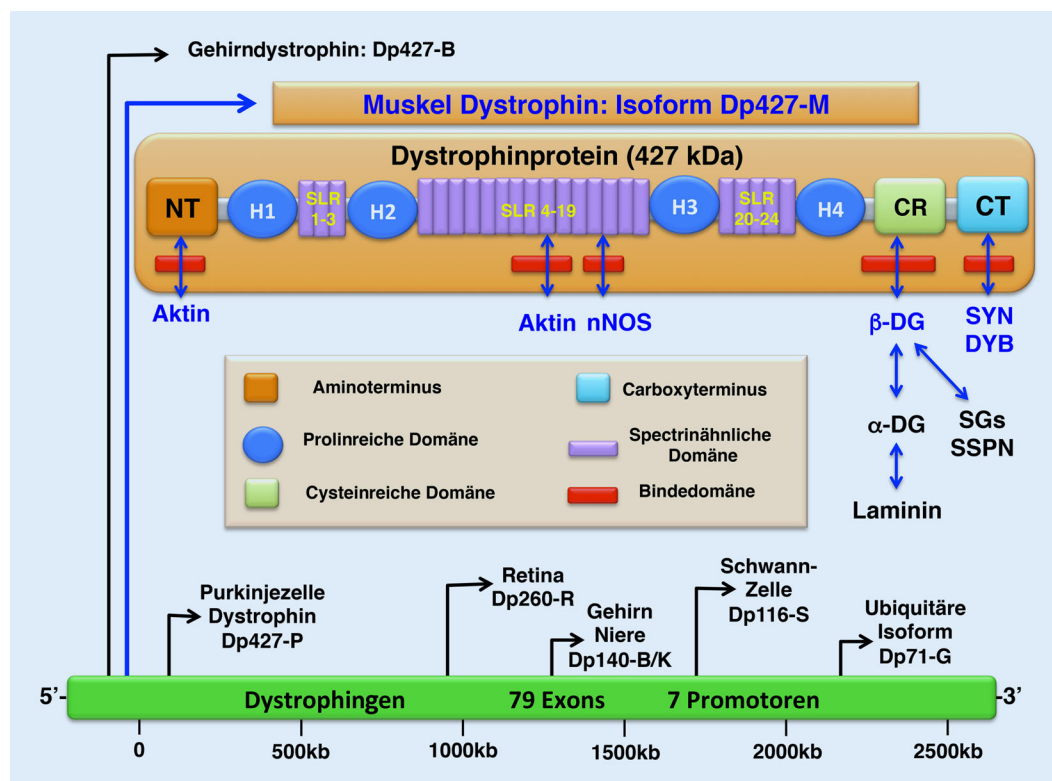 Gehirndystrophin: Dp427-B
Muskel Dystrophin: Isoform Dp427-M
Dystrophinprotein (427 kDa)
NT
H1
SLR
1-3
H2
SLR 4-19
H3
SLR
20-24
H4
CR
CT
Aktin
Aktin nNOS
β-DG
SYN
DYB
α-DG
SGs
SSPN
Laminin
Aminoterminus
Carboxyterminus
Prolinreiche Domäne
Spectrinähnliche
Domäne
Cysteinreiche Domäne
Bindedomäne
Purkinjezelle
Dystrophin
Dp427-P
Retina
Dp260-R
Gehirn
Niere
Dp140-B/K
Schwann-
Zelle
Dp116-S
Ubiquitäre
Isoform
Dp71-G
5’-
Dystrophingen
79 Exons
7 Promotoren
-3’
0
500kb
1000kb
1500kb
2000kb
2500kb